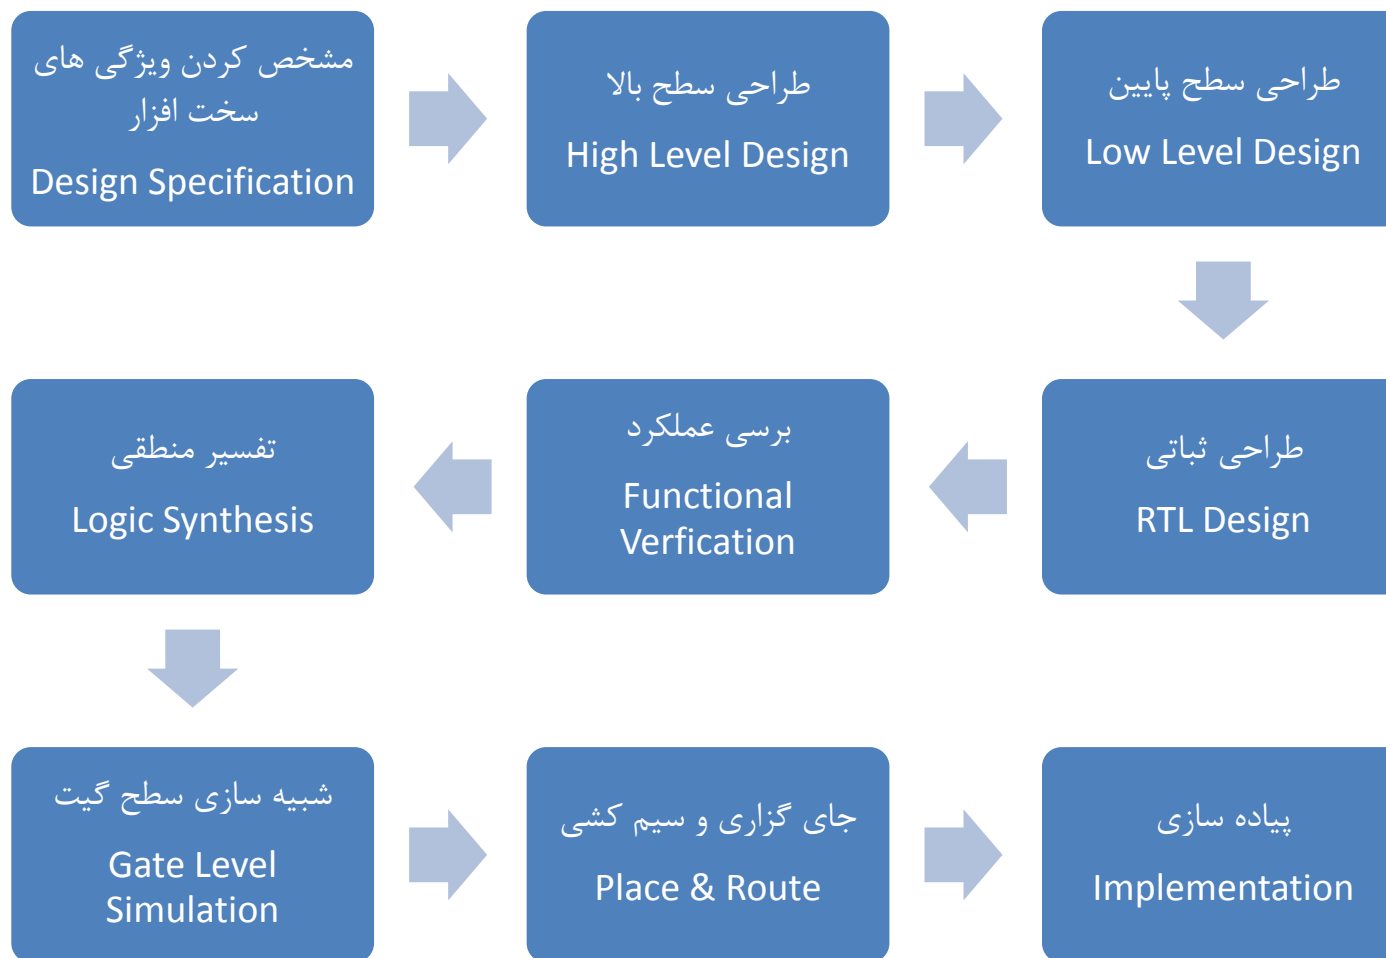 مشخص کردن ویژگی های
سخت افزار
Design Specification
طراحی سطح بالا
High Level Design
طراحی سطح پایین
Low Level Design
طراحی ثباتی
RTL Design
برسی عملکرد
Functional
Verfication
تفسیر منطقی
Logic Synthesis
شبیه سازی سطح گیت
Gate Level
Simulation
جای گزاری و سیم کشی
Place & Route
پیاده سازی
Implementation